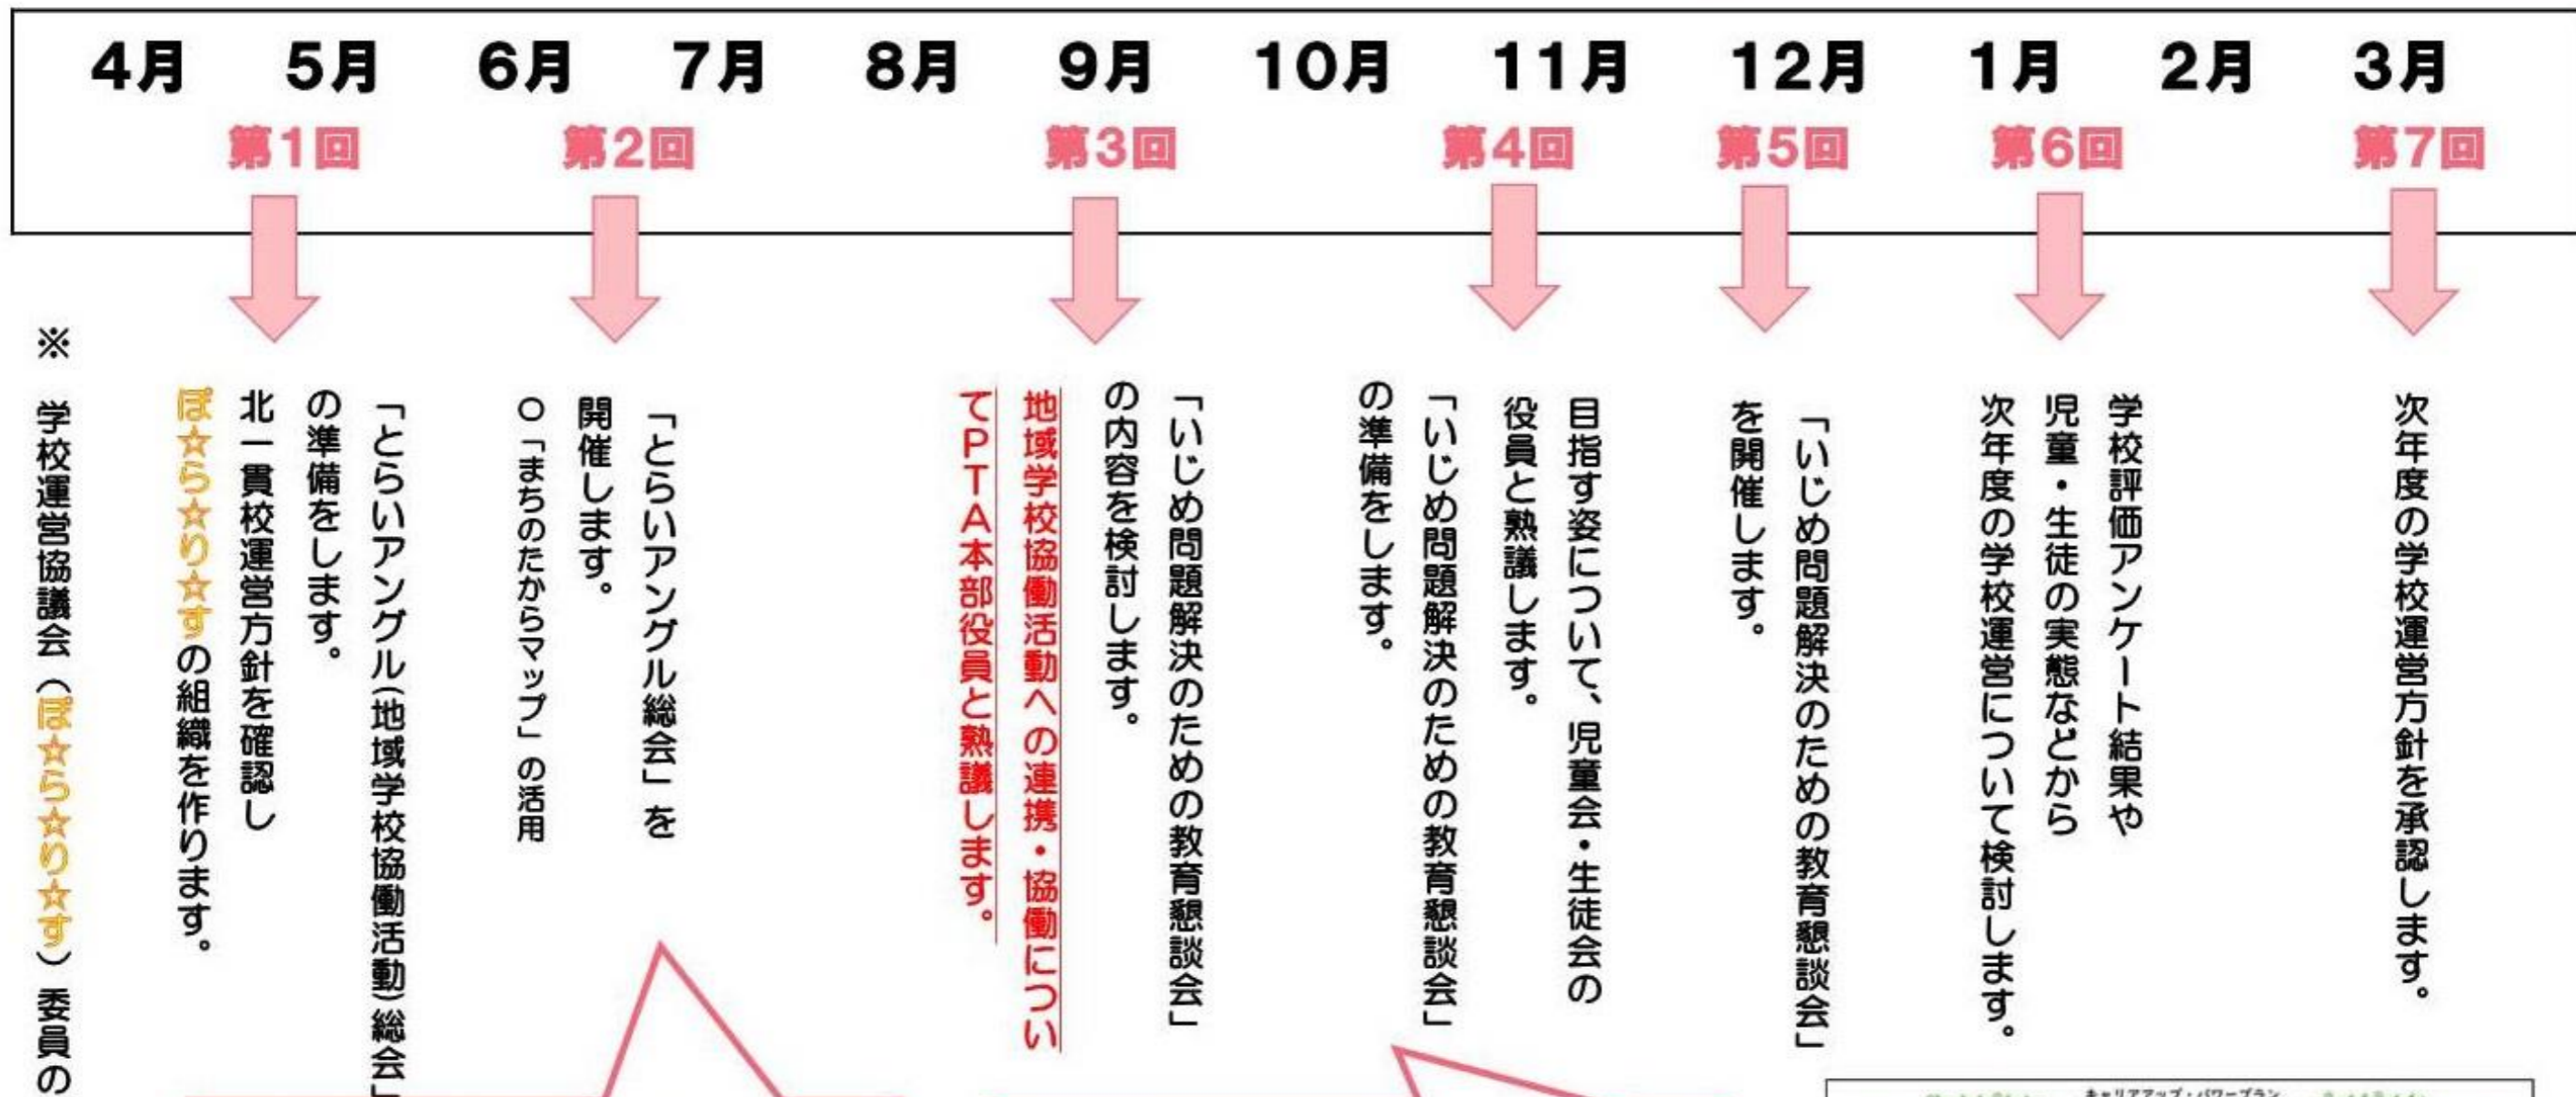 4月 5月 6月 7月 8月 9月 10月 11月 12月 1月 2月 3月
第1回 第2回 第3回 第4回 第5回 第6回 第7回
次年度の学校運営方針を承認します。
学校評価アンケート結果や
児童・生徒の実態などから
次年度の学校運営について検討します。
「いじめ問題解決のための教育懇談会」
を開催します。
目指す姿について、児童会・生徒会の
役員と熟議します。
「いじめ問題解決のための教育懇談会」
の準備をします。
「いじめ問題解決のための教育懇談会」
の内容を検討します。
地域学校協働活動への連携・協働につい
てPTA本部役員と熟議します。
「とらいアングル総会」を
開催します。
○「まちのたからマップ」の活用
「とらいアングル(地域学校協働活動)総会」
の準備をします。
北一貫校運営方針を確認し
ぽ☆ら☆り☆すの組織を作ります。
※ 学校運営協議会(ぽ☆ら☆り☆す)委員の
キャリアアップ・パワープラン